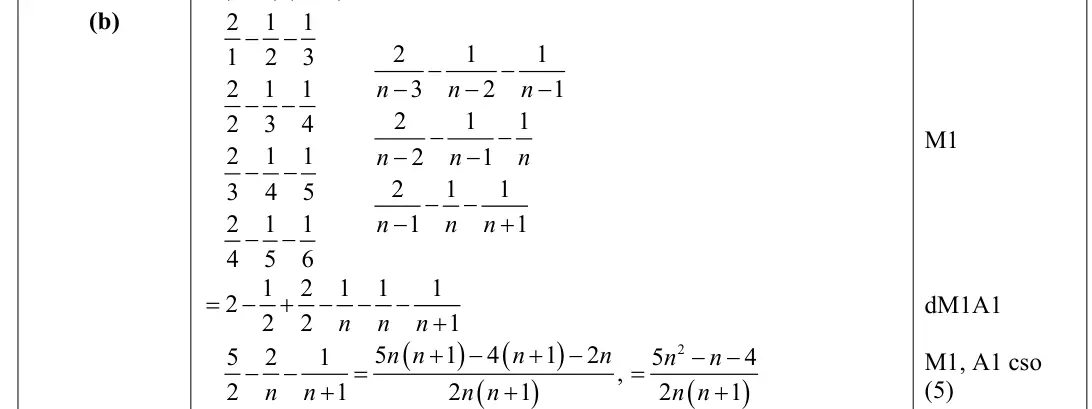 (b)
2/1 − 1/2 − 1/3
2/(n−3) − 1/(n−2) − 1/(n−1)
2/2 − 1/3 − 1/4
2/(n−2) − 1/(n−1) − 1/n
M1
2/3 − 1/4 − 1/5
2/(n−1) − 1/n − 1/(n+1)
2/4 − 1/5 − 1/6
= 2 − 1/2 + 2/2 − 1/n − 1/n − 1/(n+1)
dM1A1
5/2 − 2/n − 1/(n+1) = (5n(n+1) − 4(n+1) − 2n)/(2n(n+1)) , = (5n² − n − 4)/(2n(n+1))
M1, A1 cso
(5)